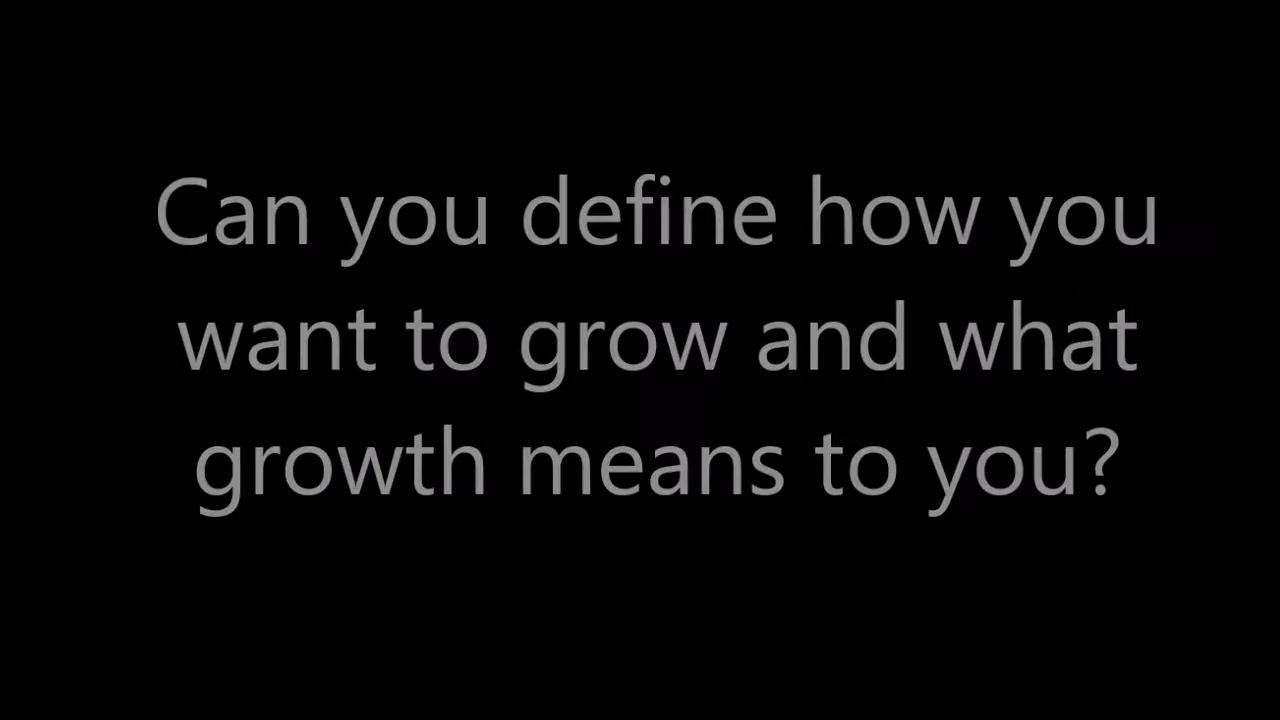 Can you define how you
want to grow and what
growth means to you?